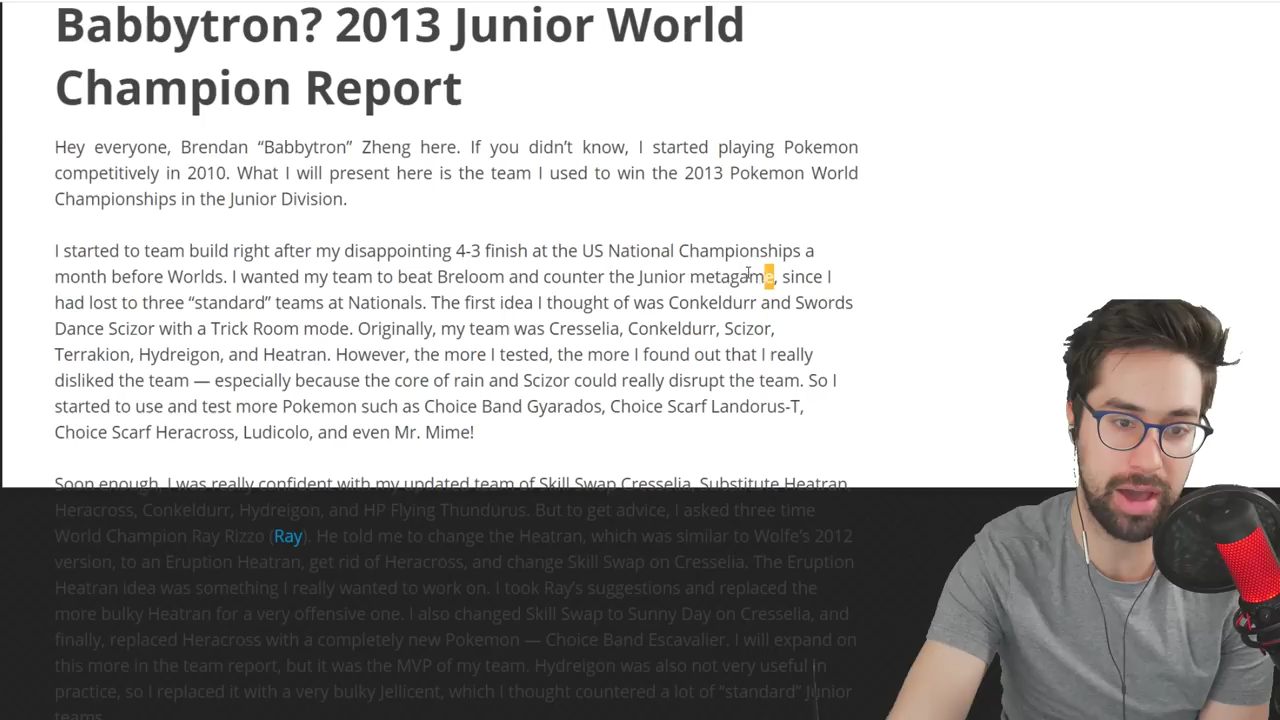 Babbytron? 2013 Junior World
Champion Report
Hey everyone, Brendan “Babbytron” Zheng here. If you didn’t know, I started playing Pokemon
competitively in 2010. What I will present here is the team I used to win the 2013 Pokemon World
Championships in the Junior Division.
I started to team build right after my disappointing 4-3 finish at the US National Championships a
month before Worlds. I wanted my team to beat Breloom and counter the Junior metagame, since I
had lost to three “standard” teams at Nationals. The first idea I thought of was Conkeldurr and Swords
Dance Scizor with a Trick Room mode. Originally, my team was Cresselia, Conkeldurr, Scizor,
Terrakion, Hydreigon, and Heatran. However, the more I tested, the more I found out that I really
disliked the team — especially because the core of rain and Scizor could really disrupt the team. So I
started to use and test more Pokemon such as Choice Band Gyarados, Choice Scarf Landorus-T,
Choice Scarf Heracross, Ludicolo, and even Mr. Mime!
Soon enough, I was really confident with my updated team of Skill Swap Cresselia, Substitute Heatran,
Heracross, Conkeldurr, Hydreigon, and HP Flying Thundurus. But to get advice, I asked three time
World Champion Ray Rizzo (Ray). He told me to change the Heatran, which was similar to Wolfe’s 2012
version, to an Eruption Heatran, get rid of Heracross, and change Skill Swap on Cresselia. The Eruption
Heatran idea was something I really wanted to work on. I took Ray’s suggestions and replaced the
more bulky Heatran for a very offensive one. I also changed Skill Swap to Sunny Day on Cresselia, and
finally, replaced Heracross with a completely new Pokemon — Choice Band Escavalier. I will expand on
this more in the team report, but it was the MVP of my team. Hydreigon was also not very useful in
practice, so I replaced it with a very bulky Jellicent, which I thought countered a lot of “standard” Junior
teams.